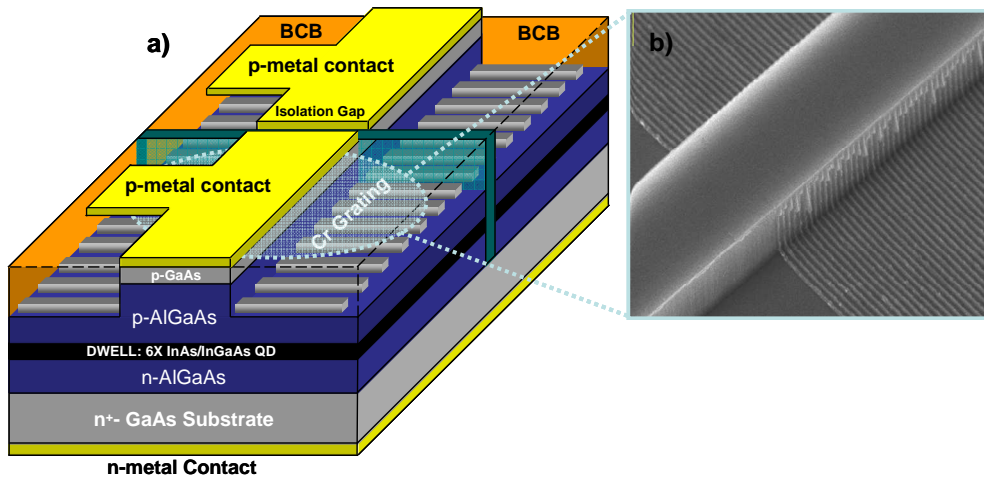 a)
BCB
BCB
b)
p-metal contact
Isolation Gap
p-metal contact
Cr Grating
p-GaAs
p-AlGaAs
DWELL: 6X InAs/InGaAs QD
n-AlGaAs
n+- GaAs Substrate
n-metal Contact